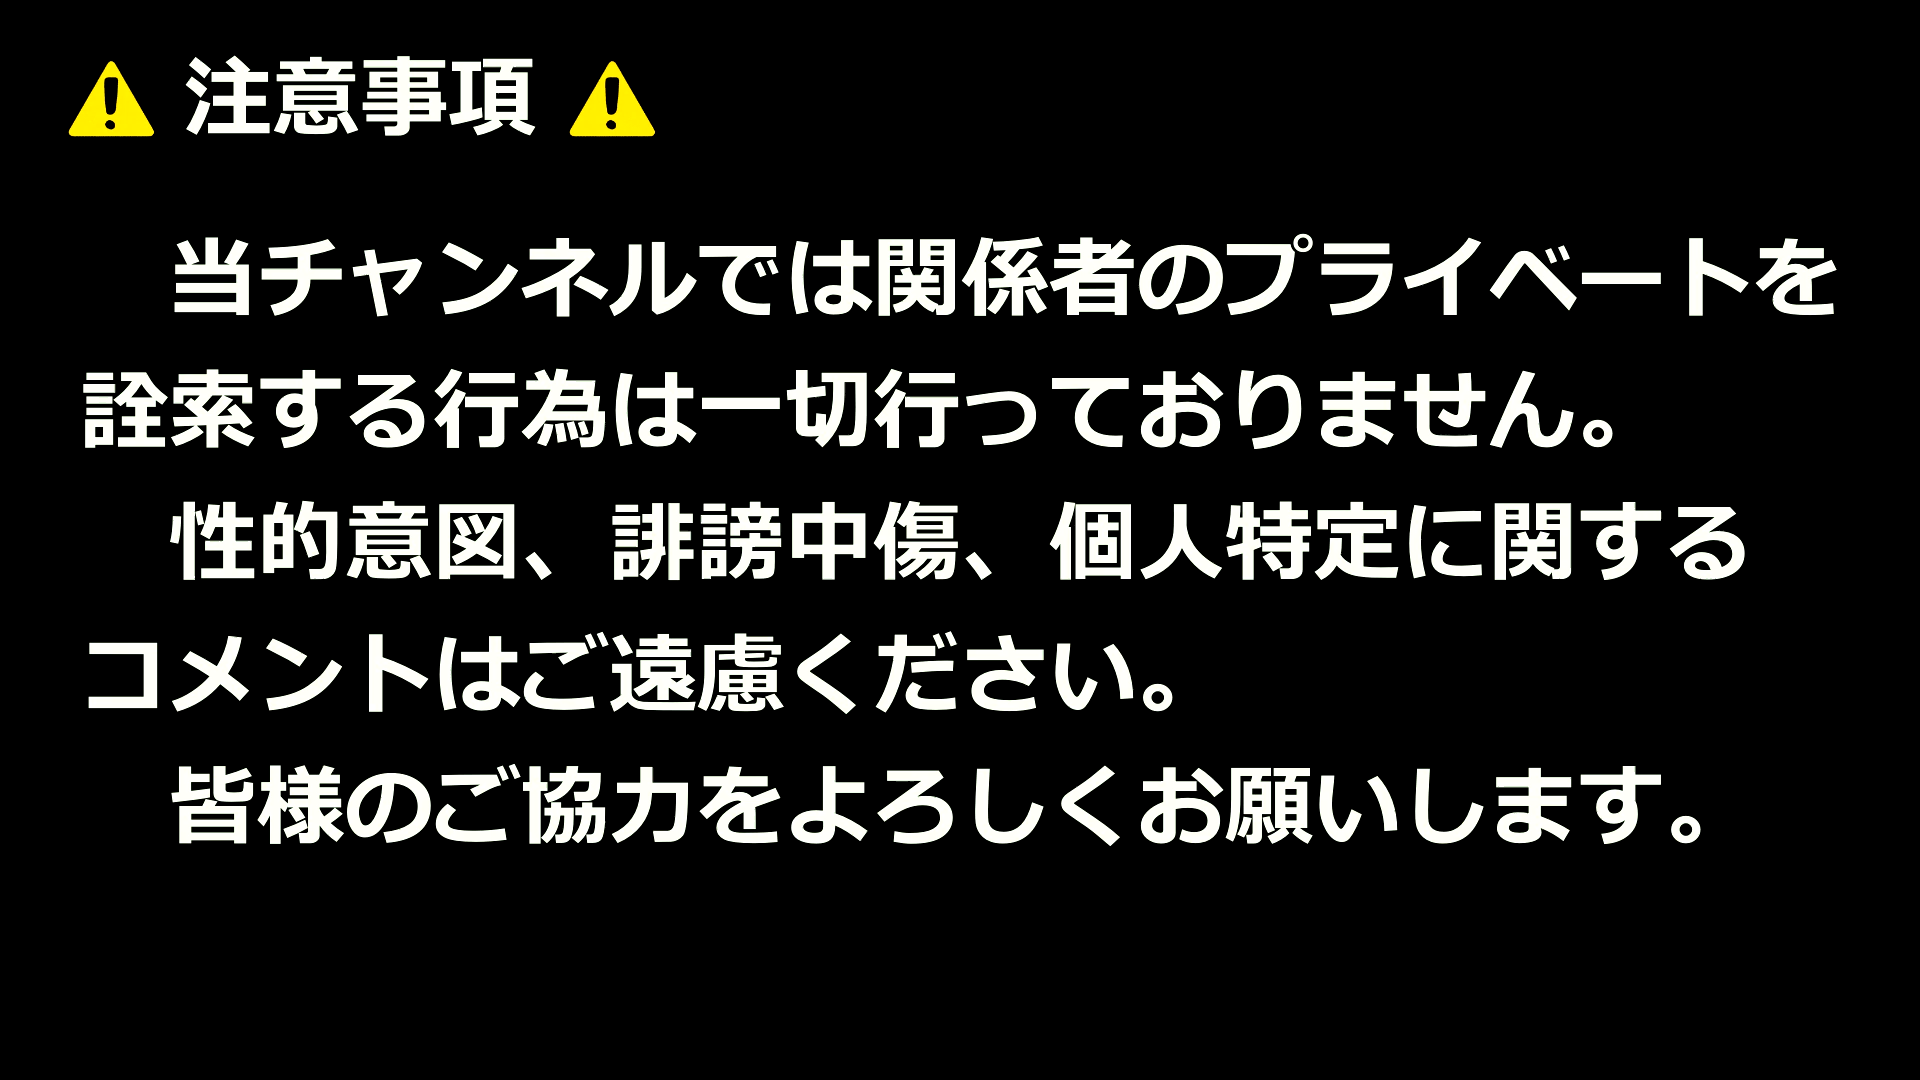 ⚠ 注意事項 ⚠
当チャンネルでは関係者のプライベートを
詮索する行為は一切行っておりません。
性的意図、誹謗中傷、個人特定に関する
コメントはご遠慮ください。
皆様のご協力をよろしくお願いします。